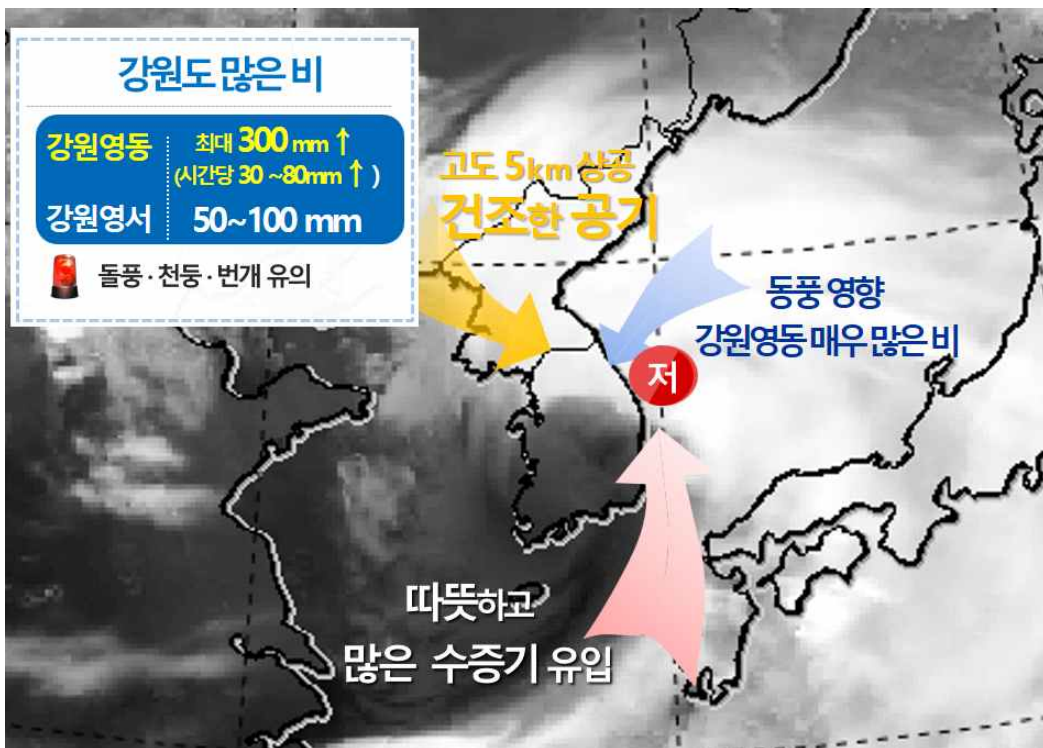 강원도 많은 비
강원영동 최대 300 mm ↑
(시간당 30 ~80mm ↑ )
강원영서 50~100 mm
돌풍 · 천둥 · 번개 유의
고도 5km 상공
건조한 공기
동풍 영향
강원영동 매우 많은 비
저
따뜻하고
많은 수증기 유입